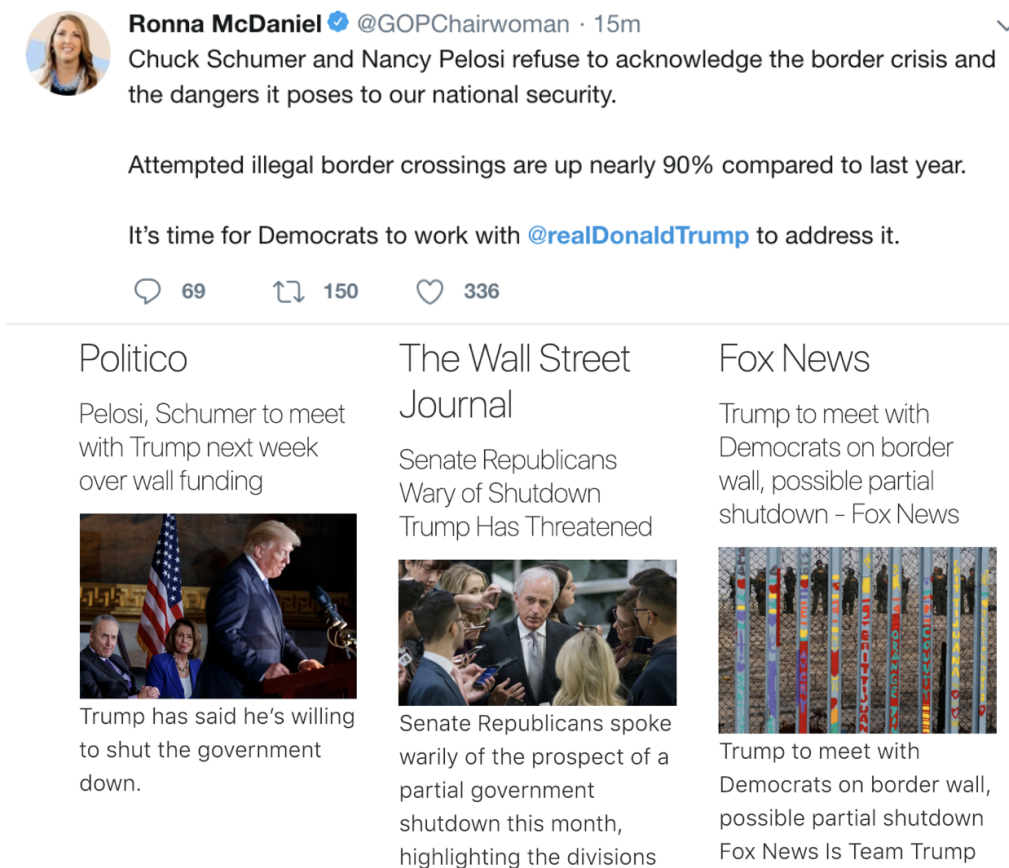 Ronna McDaniel @GOPChairwoman · 15m
Chuck Schumer and Nancy Pelosi refuse to acknowledge the border crisis and
the dangers it poses to our national security.
Attempted illegal border crossings are up nearly 90% compared to last year.
It’s time for Democrats to work with @realDonaldTrump to address it.
69 150 336
Politico
Pelosi, Schumer to meet
with Trump next week
over wall funding
Trump has said he’s willing
to shut the government
down.
The Wall Street
Journal
Senate Republicans
Wary of Shutdown
Trump Has Threatened
Senate Republicans spoke
warily of the prospect of a
partial government
shutdown this month,
highlighting the divisions
Fox News
Trump to meet with
Democrats on border
wall, possible partial
shutdown - Fox News
Trump to meet with
Democrats on border wall,
possible partial shutdown
Fox News Is Team Trump